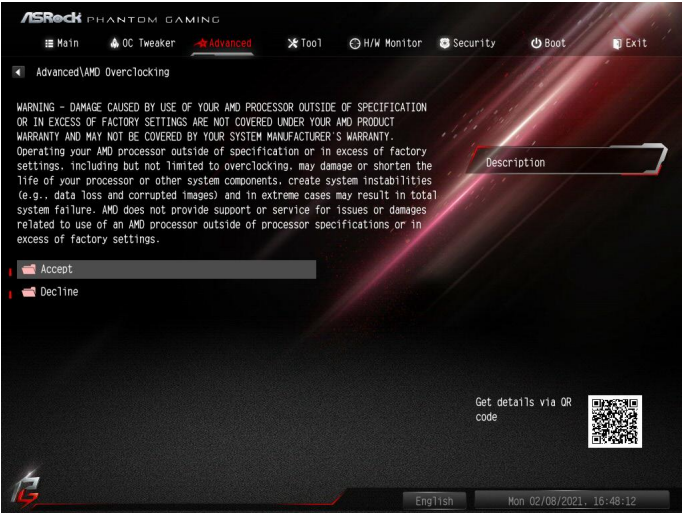 ASRock PHANTOM GAMING
Main OC Tweaker Advanced Tool H/W Monitor Security Boot Exit
Advanced\AMD Overclocking
WARNING - DAMAGE CAUSED BY USE OF YOUR AMD PROCESSOR OUTSIDE OF SPECIFICATION
OR IN EXCESS OF FACTORY SETTINGS ARE NOT COVERED UNDER YOUR AMD PRODUCT
WARRANTY AND MAY NOT BE COVERED BY YOUR SYSTEM MANUFACTURER'S WARRANTY.
Operating your AMD processor outside of specification or in excess of factory
settings, including but not limited to overclocking, may damage or shorten the
life of your processor or other system components, create system instabilities
(e.g., data loss and corrupted images) and in extreme cases may result in total
system failure. AMD does not provide support or service for issues or damages
related to use of an AMD processor outside of processor specifications or in
excess of factory settings.
Description
Accept
Decline
Get details via QR
code
English
Mon 02/08/2021, 16:48:12